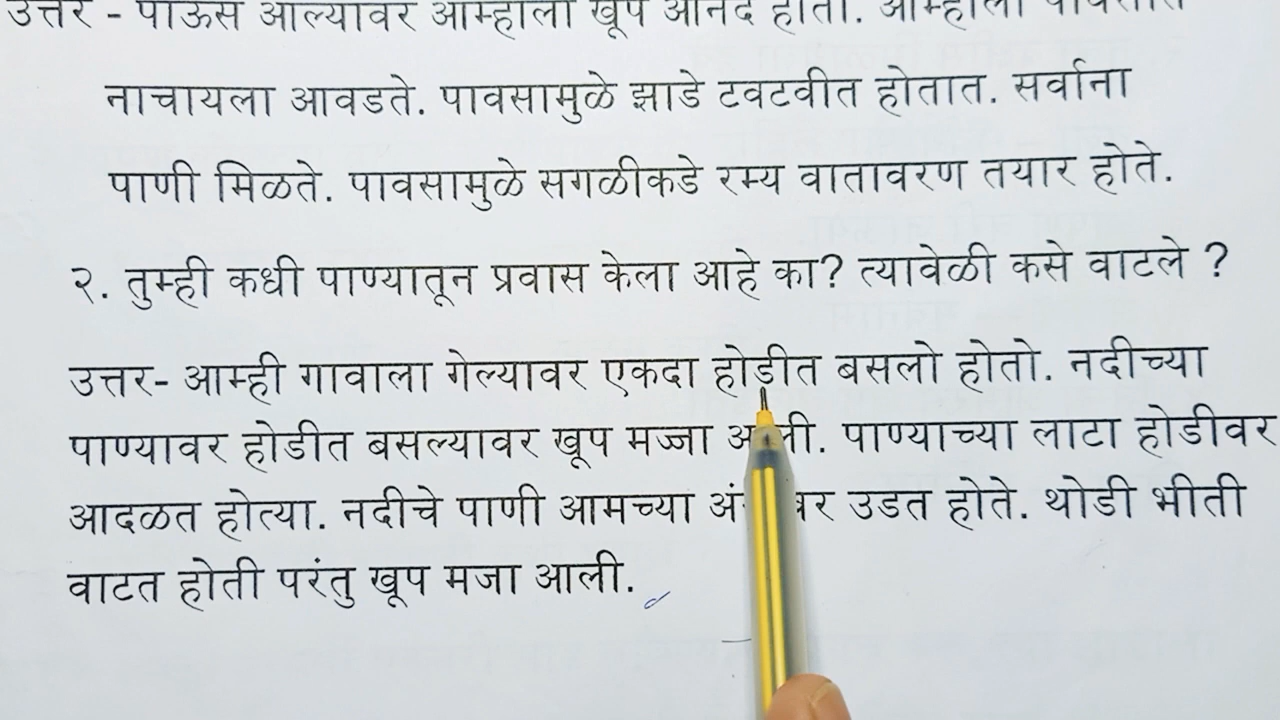 उत्तर - पाऊस आल्यावर आम्हाला खूप आनंद होतो. आम्हाला
नाचायला आवडते. पावसामुळे झाडे टवटवीत होतात. सर्वाना
पाणी मिळते. पावसामुळे सगळीकडे रम्य वातावरण तयार होते.
२. तुम्ही कधी पाण्यातून प्रवास केला आहे का? त्यावेळी कसे वाटले ?
उत्तर- आम्ही गावाला गेल्यावर एकदा होडीत बसलो होतो. नदीच्या
पाण्यावर होडीत बसल्यावर खूप मज्जा पाण्याच्या लाटा होडीवर
आदळत होत्या. नदीचे पाणी आमच्या उडत होते. थोडी भीती
वाटत होती परंतु खूप मजा आली.